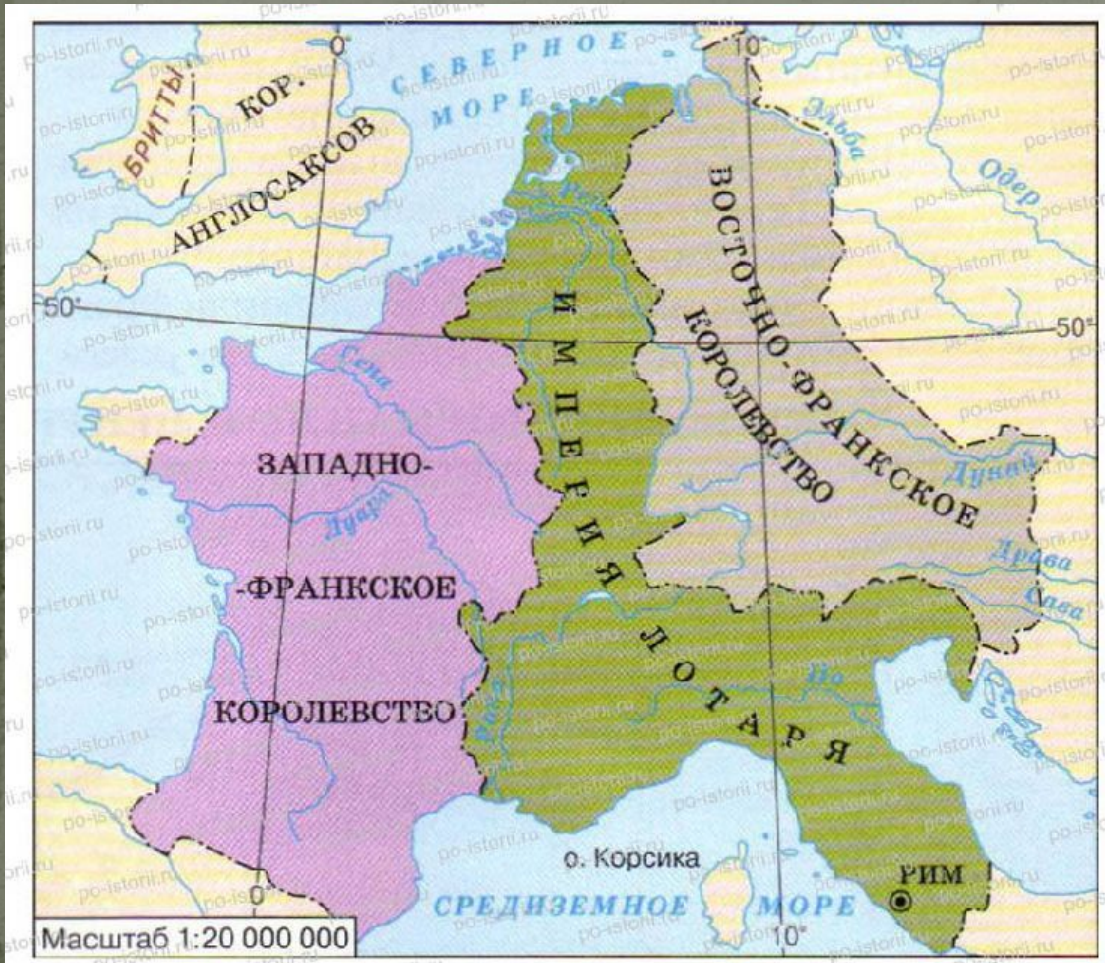 0°
10°
СЕВЕРНОЕ
МОРЕ
БРИТТЫ
КОР.
АНГЛОСАКСОВ
Эльба
Одер
Рейн
50°
50°
ВОСТОЧНО-ФРАНКСКОЕ
КОРОЛЕВСТВО
ИМПЕРИЯ ЛОТАРЯ
Сена
ЗАПАДНО-
Луара
-ФРАНКСКОЕ
КОРОЛЕВСТВО
Дунай
Драва
Сава
Рона
По
о. Корсика
РИМ
СРЕДИЗЕМНОЕ МОРЕ
0°
10°
Масштаб 1:20 000 000
po-istorii.ru